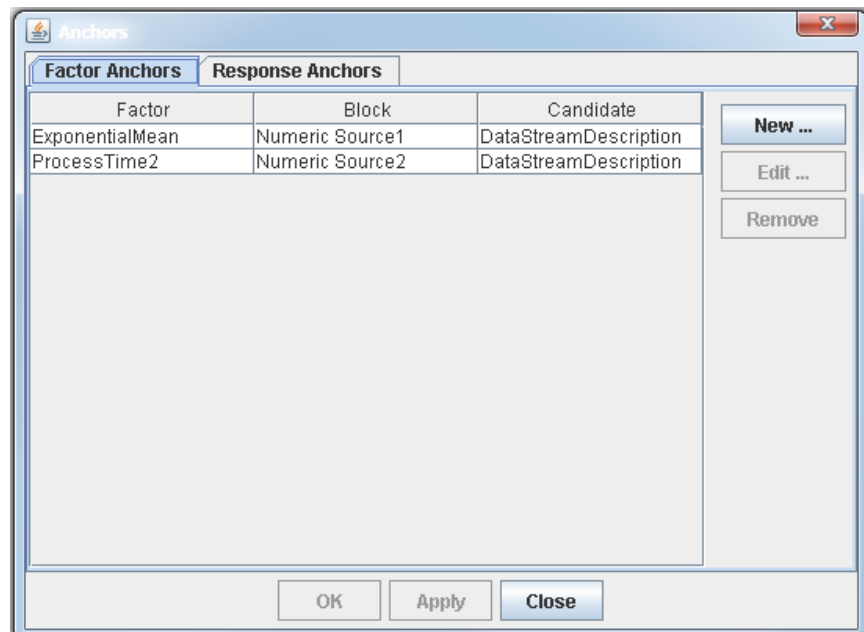 Anchors
Factor Anchors Response Anchors
Factor Block Candidate
ExponentialMean Numeric Source1 DataStreamDescription
ProcessTime2 Numeric Source2 DataStreamDescription
New ...
Edit ...
Remove
OK Apply Close